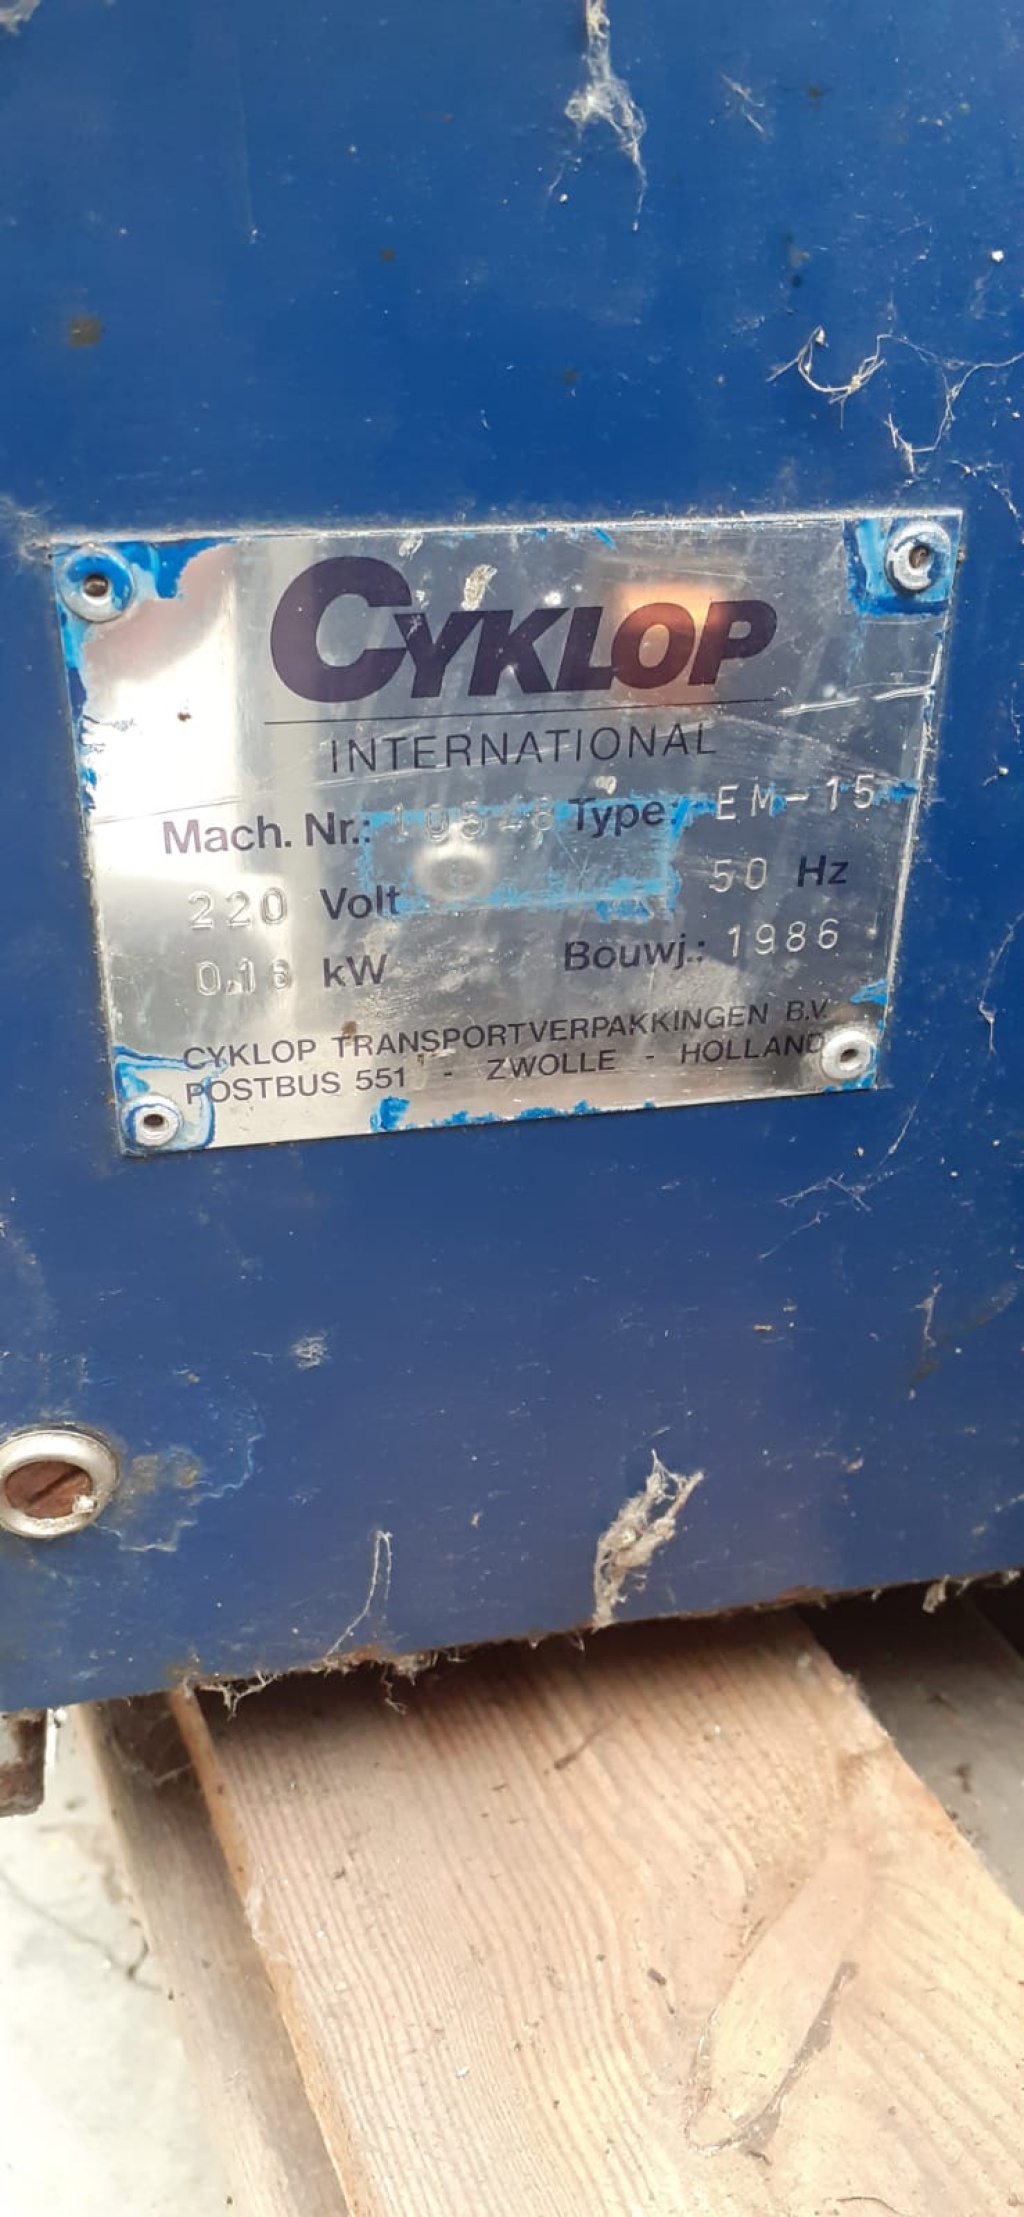 CYKLOP
INTERNATIONAL
Mach. Nr.: Type: EM-15
220 Volt 50 Hz
kW Bouwj.: 1986
CYKLOP TRANSPORTVERPAKKINGEN B.V.
POSTBUS 551 - ZWOLLE - HOLLAND